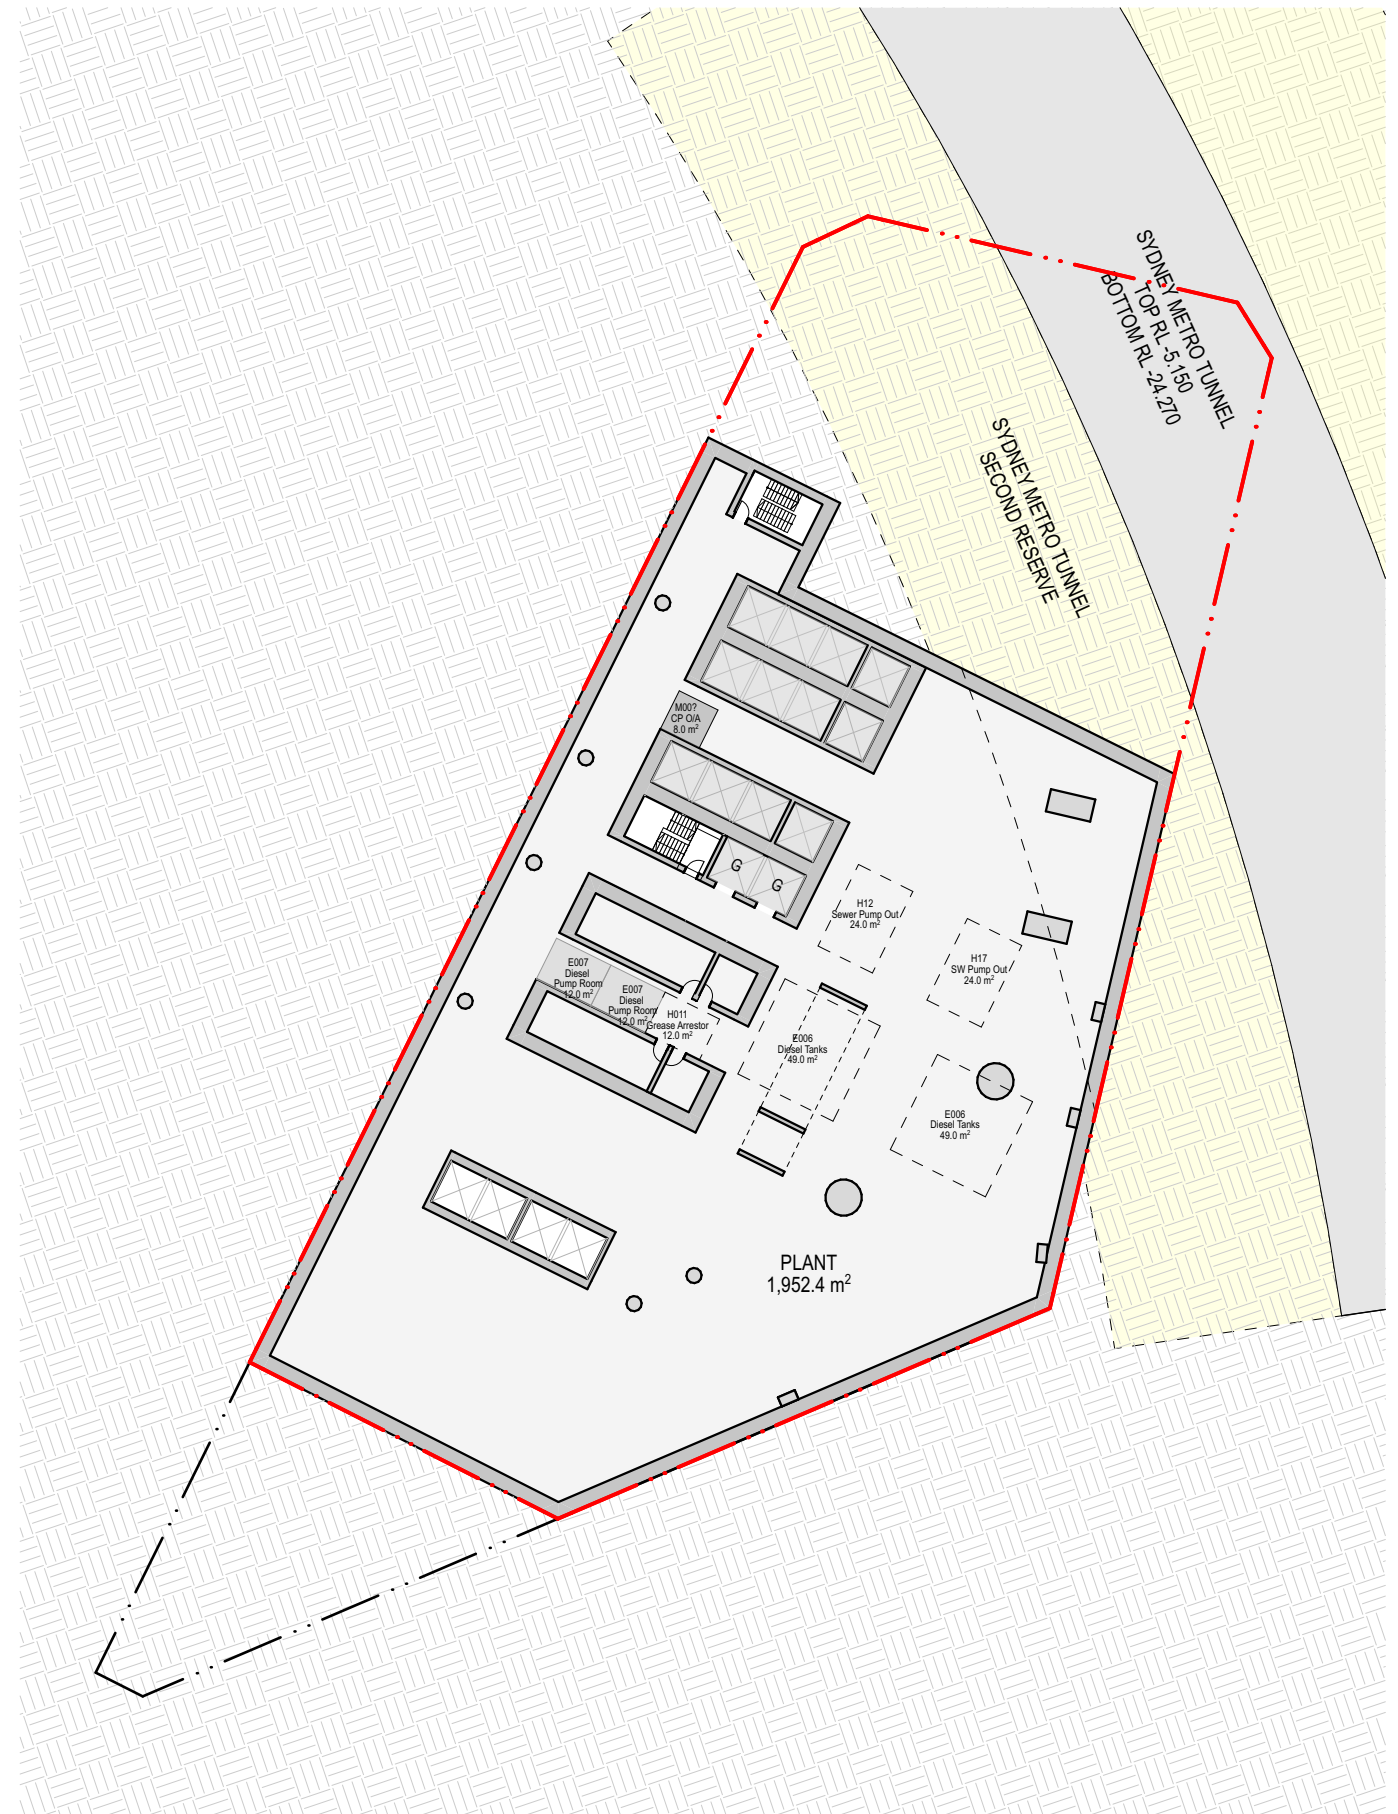 SYDNEY METRO TUNNEL
TOP RL -5.150
BOTTOM RL -24.270
SYDNEY METRO TUNNEL
SECOND RESERVE
M00?
CP O/A
8.0 m²
G
G
H12
Sewer Pump Out
24.0 m²
H17
SW Pump Out
24.0 m²
E007
Diesel
Pump Room
12.0 m²
E007
Diesel
Pump Room
12.0 m²
H011
Grease Arrestor
12.0 m²
E006
Diesel Tanks
49.0 m²
E006
Diesel Tanks
49.0 m²
PLANT
1,952.4 m²